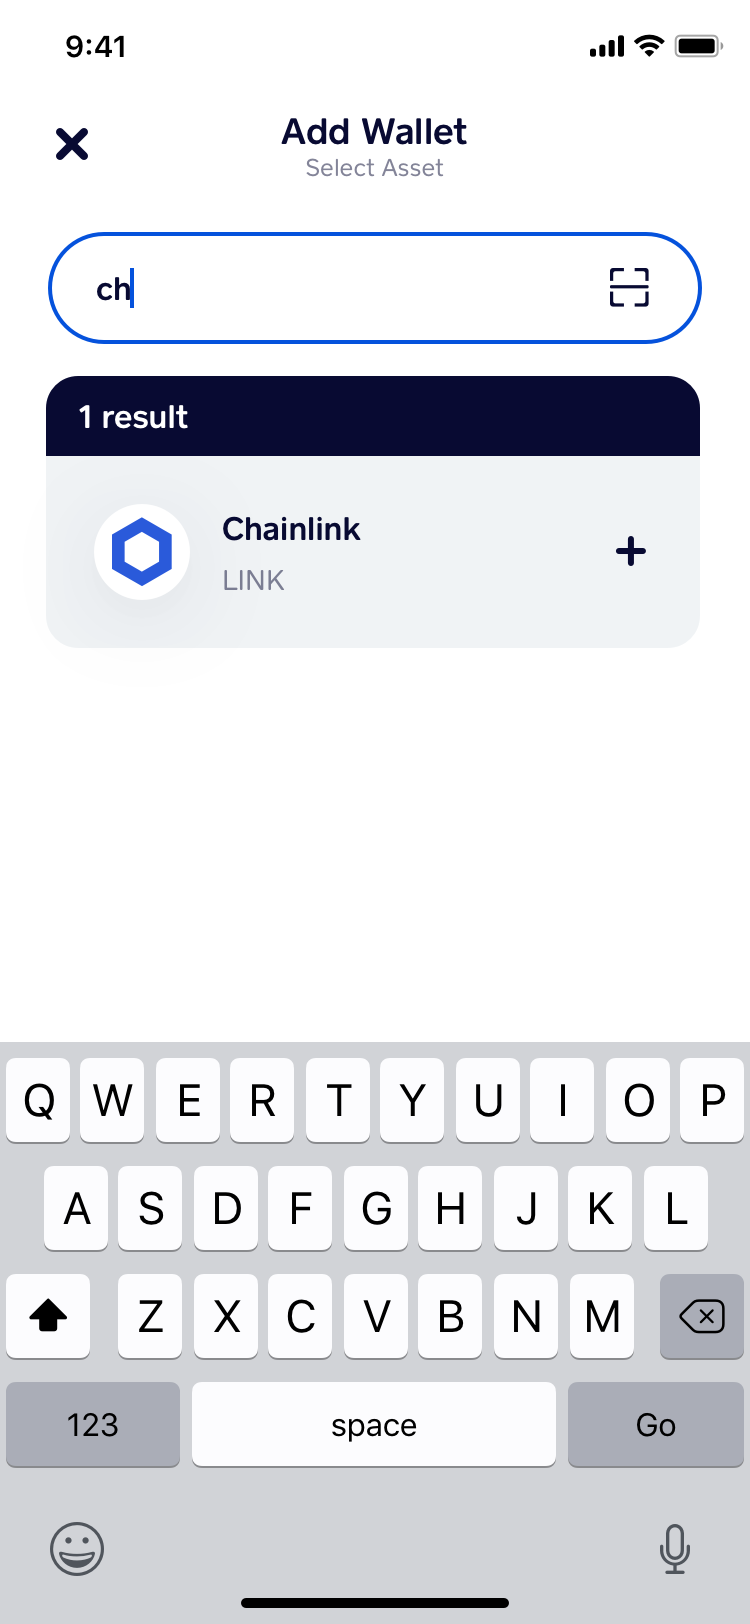 9:41
Add Wallet
Select Asset
ch
1 result
Chainlink
LINK
Q W E R T Y U I O P
A S D F G H J K L
Z X C V B N M
123 space Go